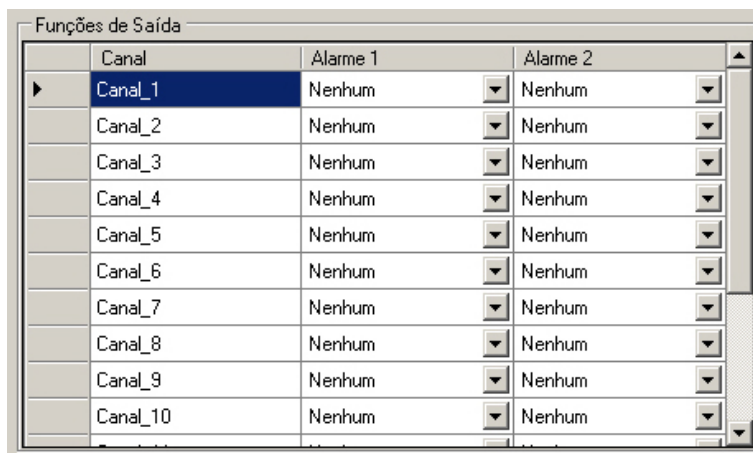 Funções de Saída
Canal Alarme 1 Alarme 2
Canal_1 Nenhum Nenhum
Canal_2 Nenhum Nenhum
Canal_3 Nenhum Nenhum
Canal_4 Nenhum Nenhum
Canal_5 Nenhum Nenhum
Canal_6 Nenhum Nenhum
Canal_7 Nenhum Nenhum
Canal_8 Nenhum Nenhum
Canal_9 Nenhum Nenhum
Canal_10 Nenhum Nenhum